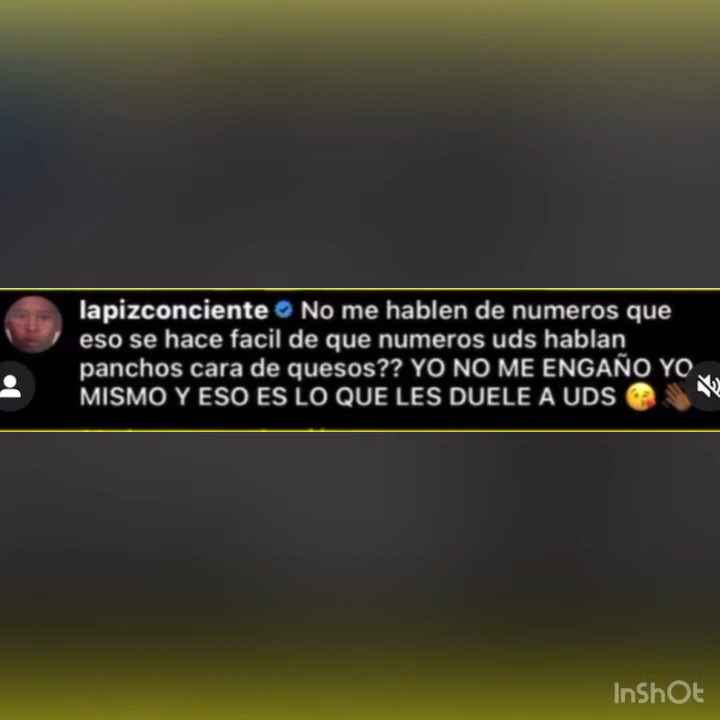 lapizconciente No me hablen de numeros que
eso se hace facil de que numeros uds hablan
panchos cara de quesos?? YO NO ME ENGAÑO YO
MISMO Y ESO ES LO QUE LES DUELE A UDS 😘 👋🏾
InShOt